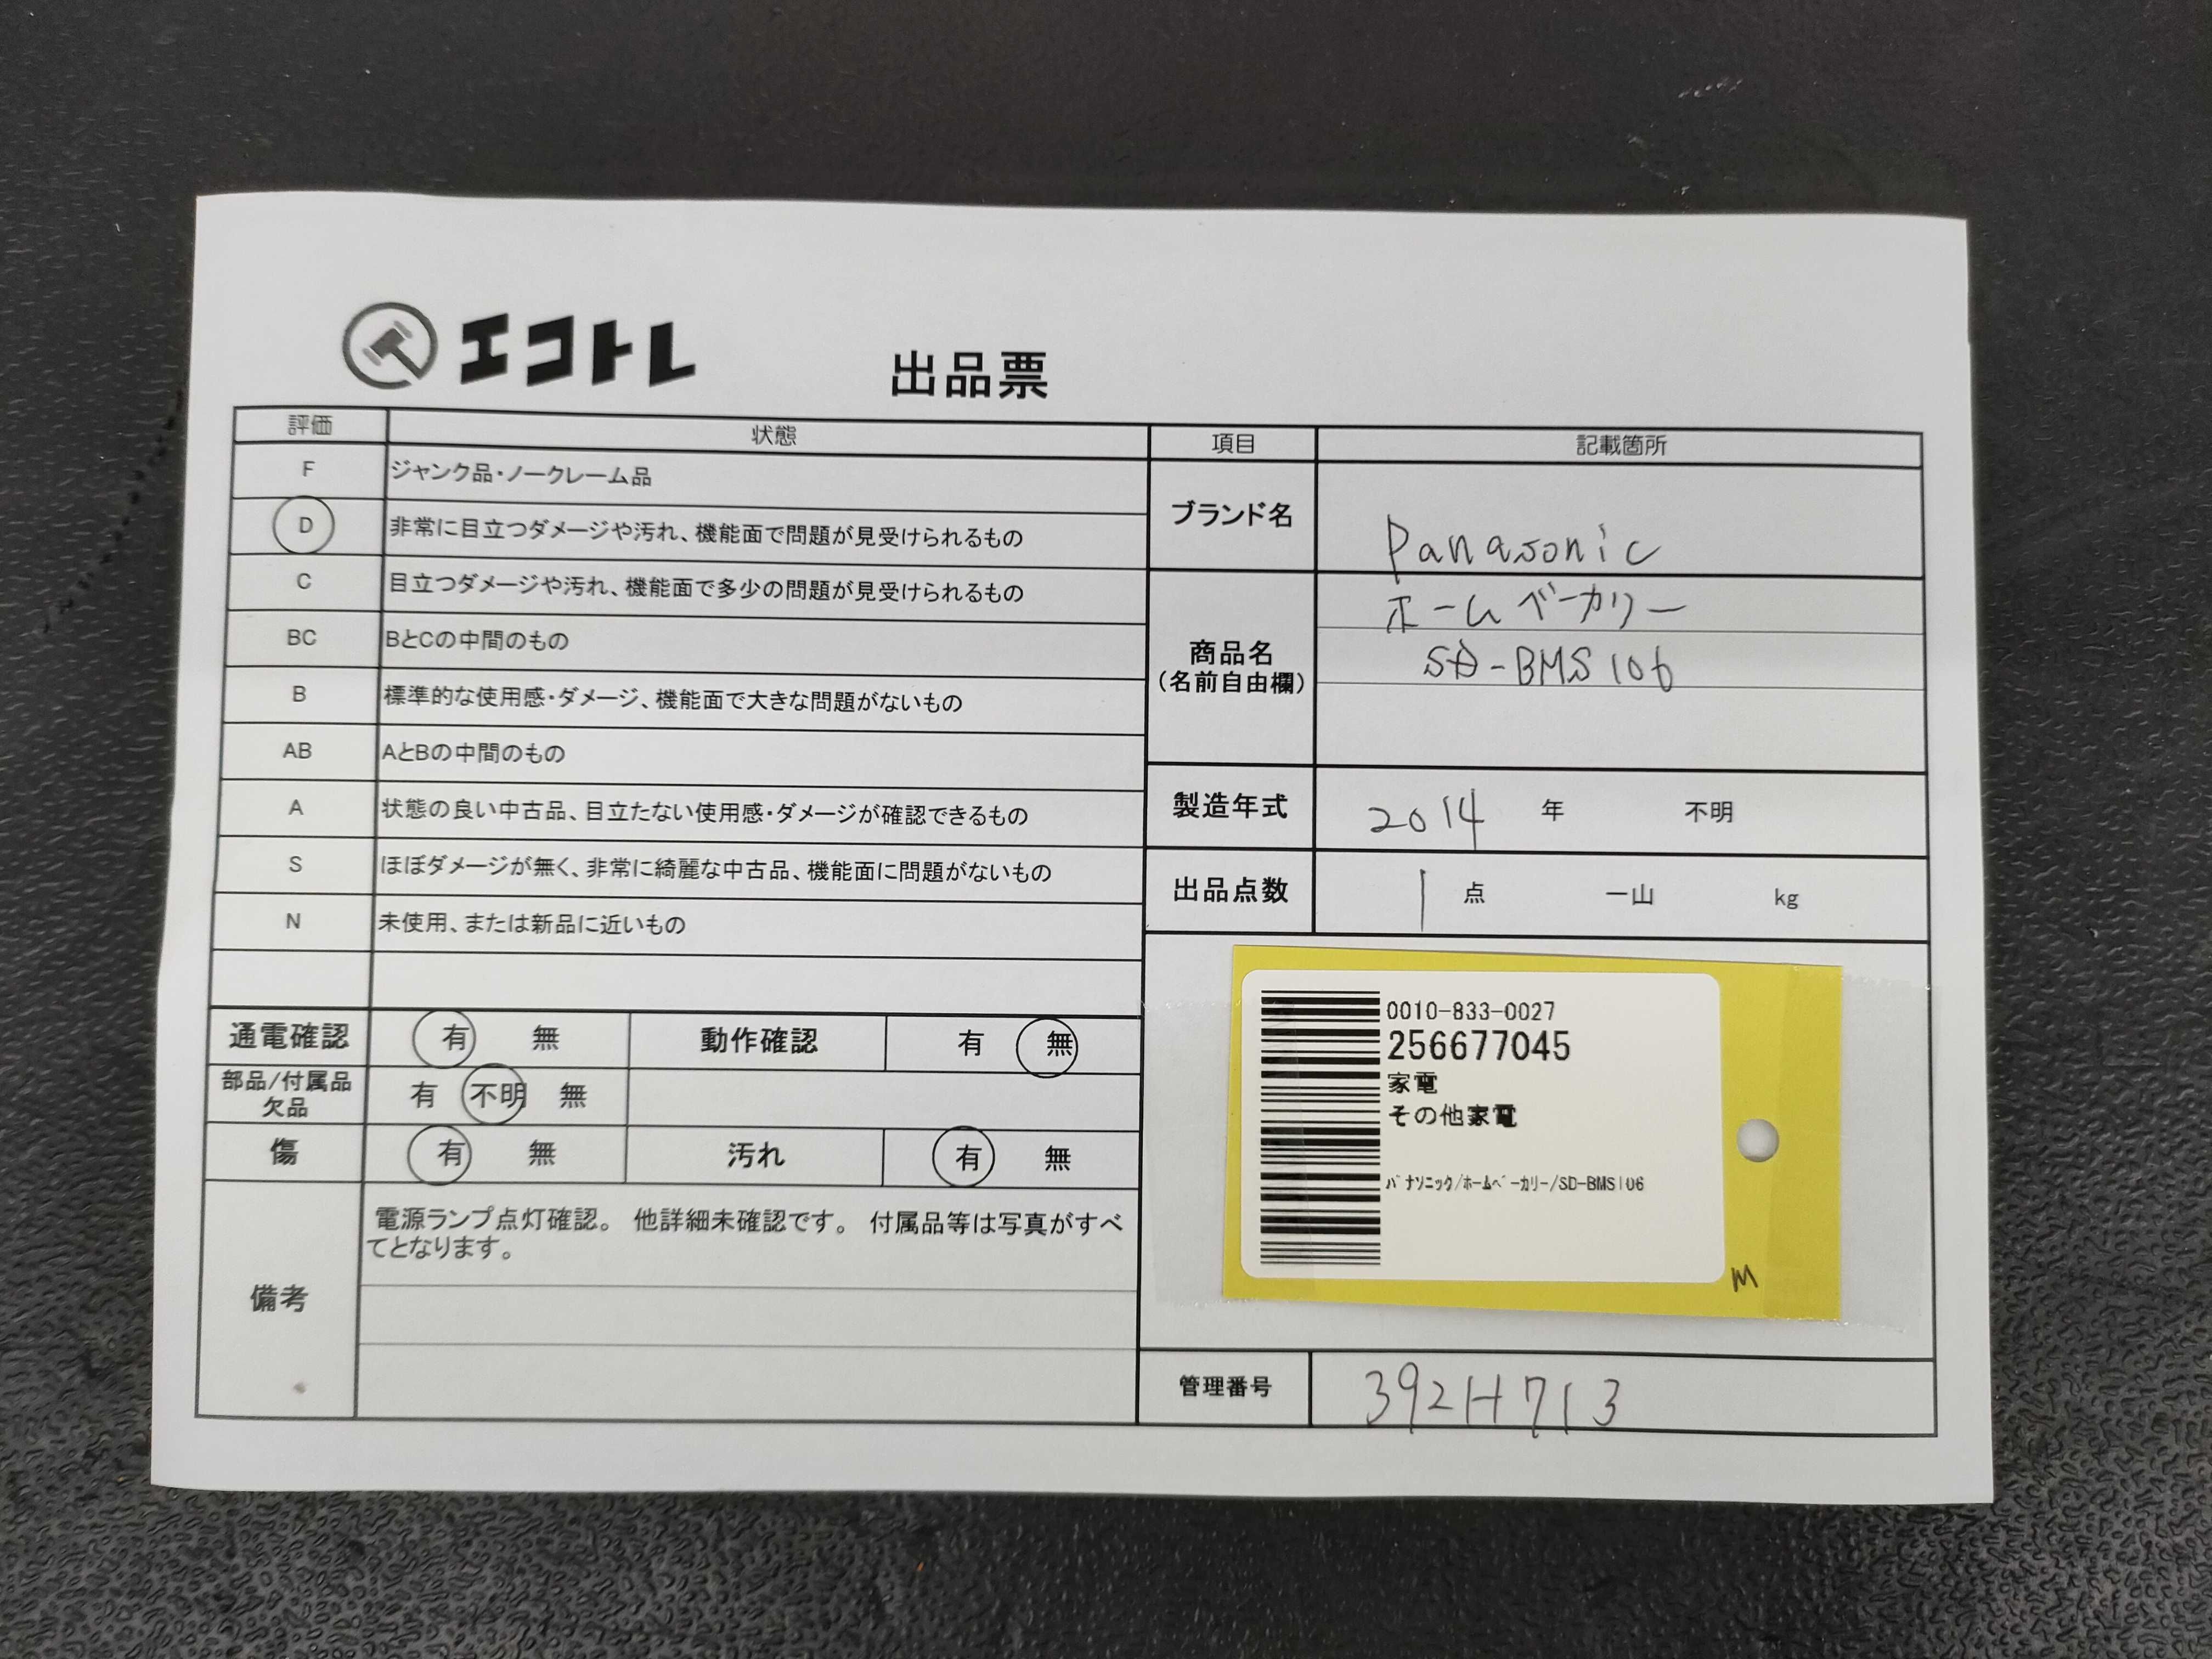 エコトレ
出品票
評価 状態
F ジャンク品・ノークレーム品
D 非常に目立つダメージや汚れ、機能面で問題が見受けられるもの
C 目立つダメージや汚れ、機能面で多少の問題が見受けられるもの
BC BとCの中間のもの
B 標準的な使用感・ダメージ、機能面で大きな問題がないもの
AB AとBの中間のもの
A 状態の良い中古品、目立たない使用感・ダメージが確認できるもの
S ほぼダメージが無く、非常に綺麗な中古品、機能面に問題がないもの
N 未使用、または新品に近いもの
通電確認 有 無 動作確認 有 無
部品/付属品
欠品 有 不明 無
傷 有 無 汚れ 有 無
備考
電源ランプ点灯確認。 他詳細未確認です。 付属品等は写真がすべ
てとなります。
項目 記載箇所
ブランド名 Panasonic
商品名
(名前自由欄)
ホームベーカリー
SD-BMS106
製造年式 2014 年 不明
出品点数 1 点 一山 kg
0010-833-0027
256677045
家電
その他家電
パナソニック/ホームベーカリー/SD-BMS106
M
管理番号 392H713